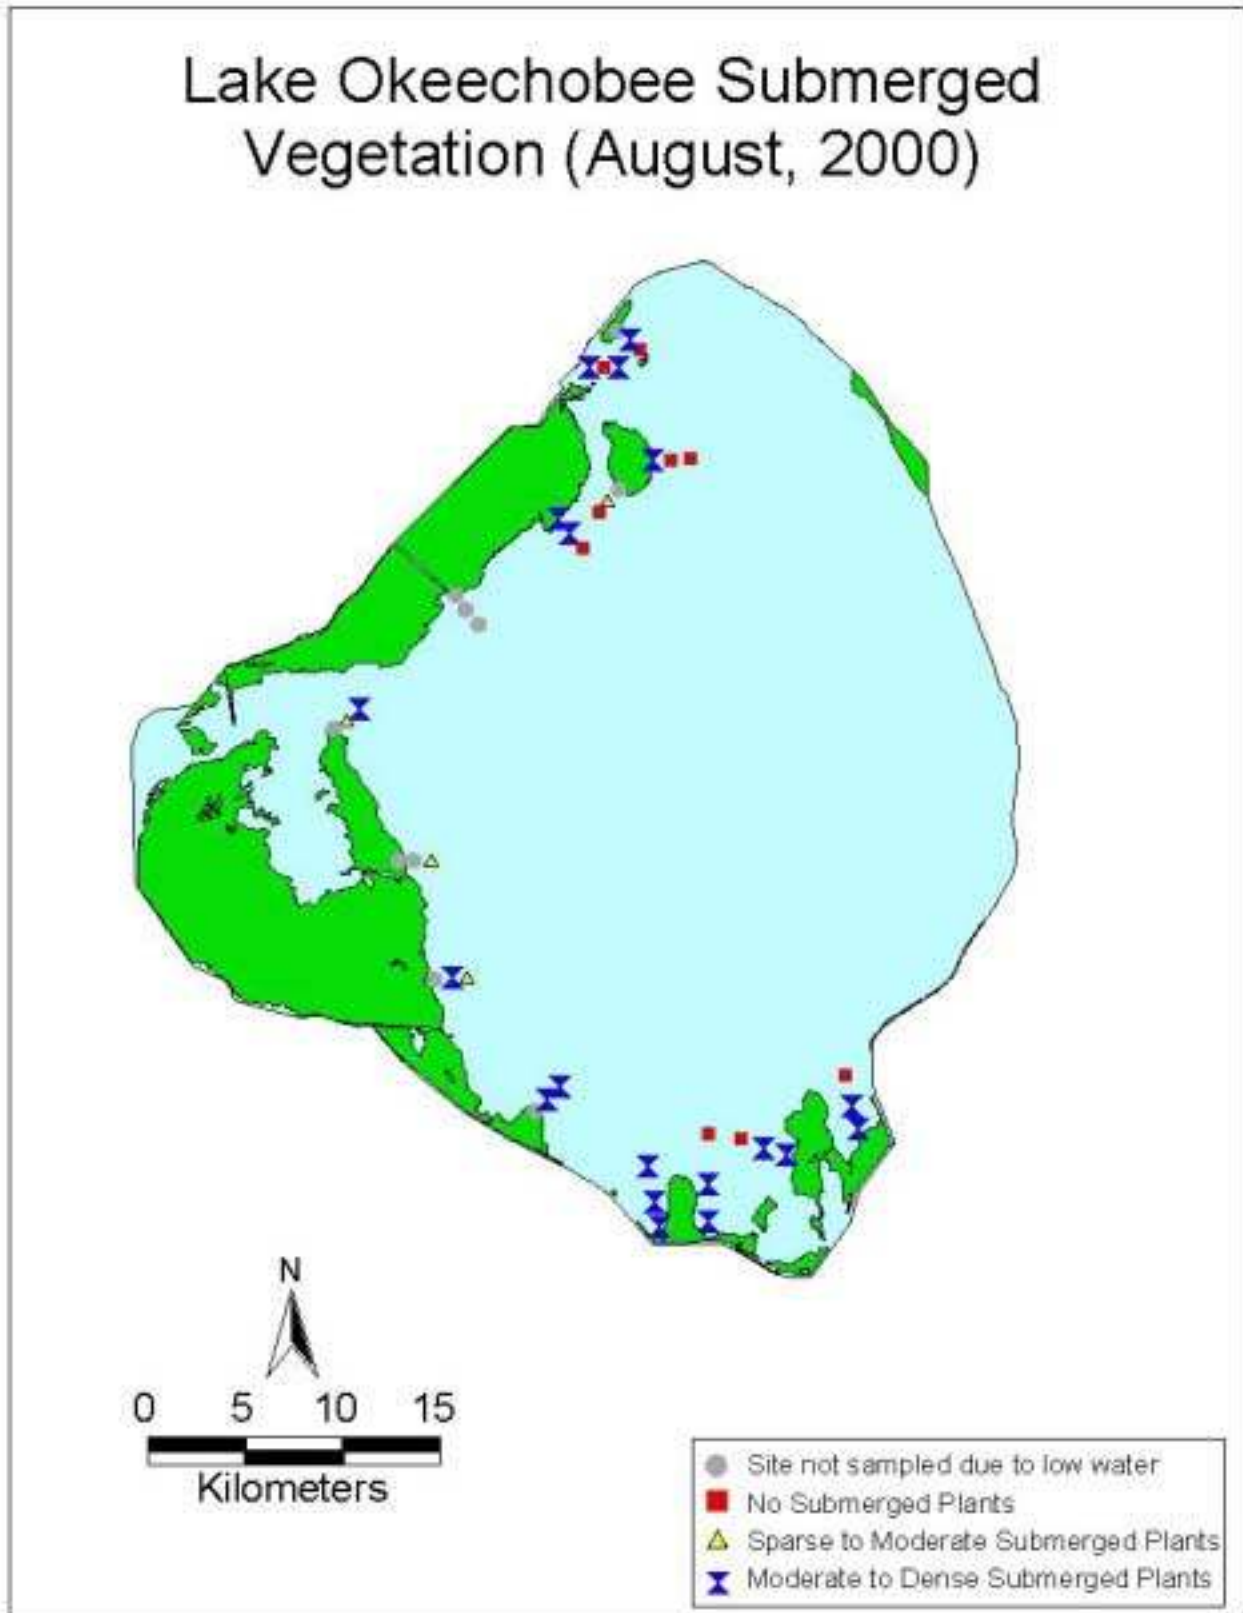 Lake Okeechobee Submerged
Vegetation (August, 2000)
N
0 5 10 15
Kilometers
Site not sampled due to low water
No Submerged Plants
Sparse to Moderate Submerged Plants
Moderate to Dense Submerged Plants